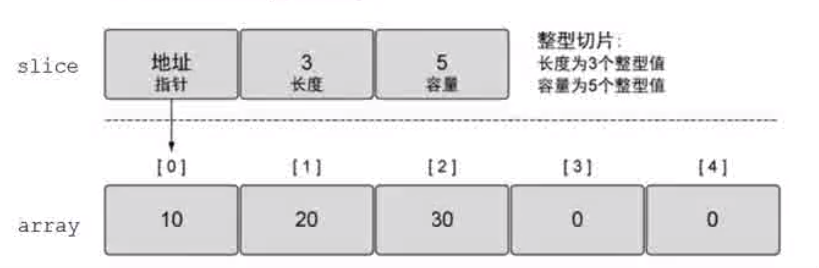 slice
地址
指针
3
长度
5
容量
整型切片:
长度为3个整型值
容量为5个整型值
[0]
[1]
[2]
[3]
[4]
array
10
20
30
0
0